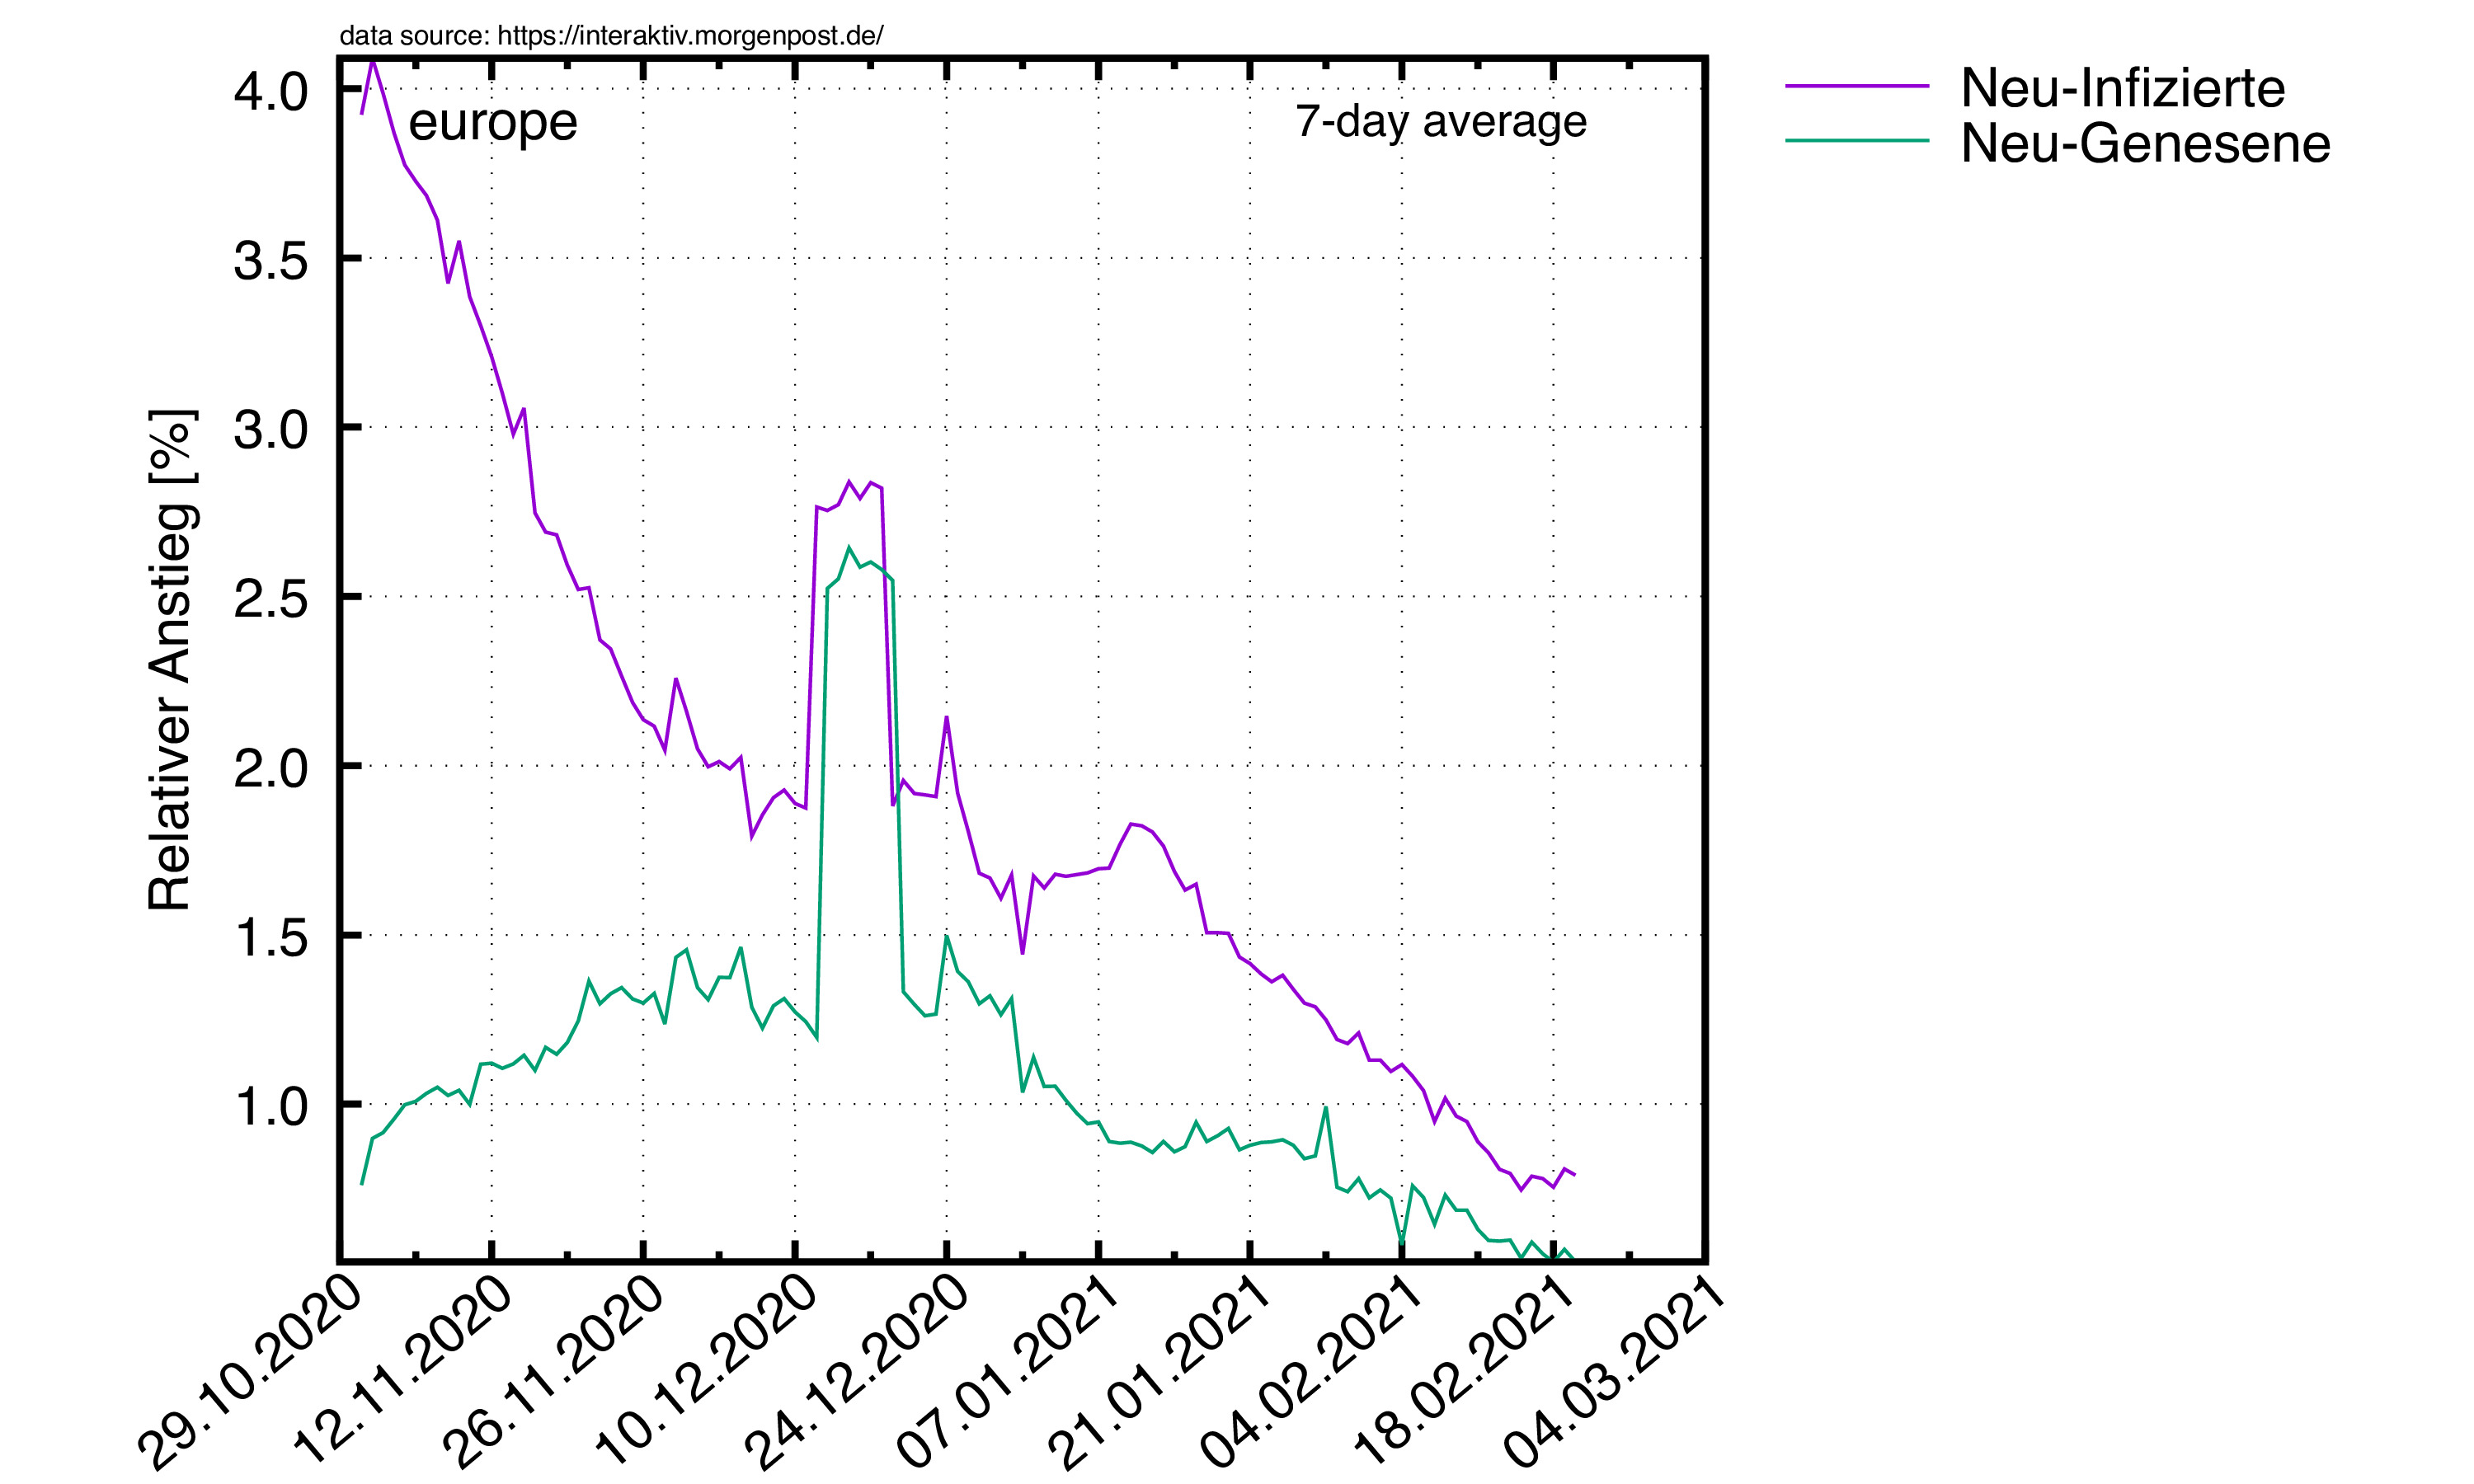 data source: https://interaktiv.morgenpost.de/
europe
7-day average
Neu-Infizierte
Neu-Genesene
Relativer Anstieg [%]
4.0
3.5
3.0
2.5
2.0
1.5
1.0
29.10.2020
12.11.2020
26.11.2020
10.12.2020
24.12.2020
07.01.2021
21.01.2021
04.02.2021
18.02.2021
04.03.2021